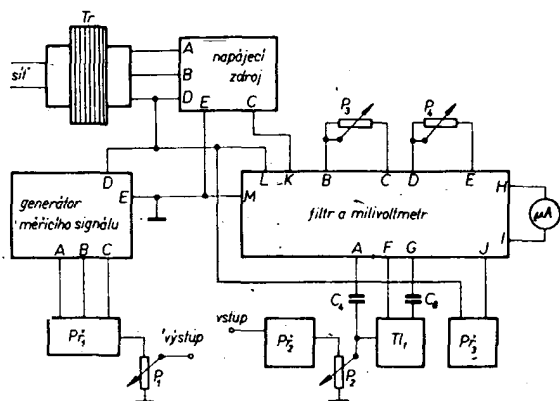 Tr
síť
A
B
D
E
C
napájecí
zdroj
P3
P4
D
E
generátor
měřicího signálu
A
B
C
L
K
B
C
D
E
M
H
I
filtr a milivoltmetr
A
F
G
J
μA
C4
C8
Př1
výstup
P1
vstup
Př2
P2
Tl1
Př3